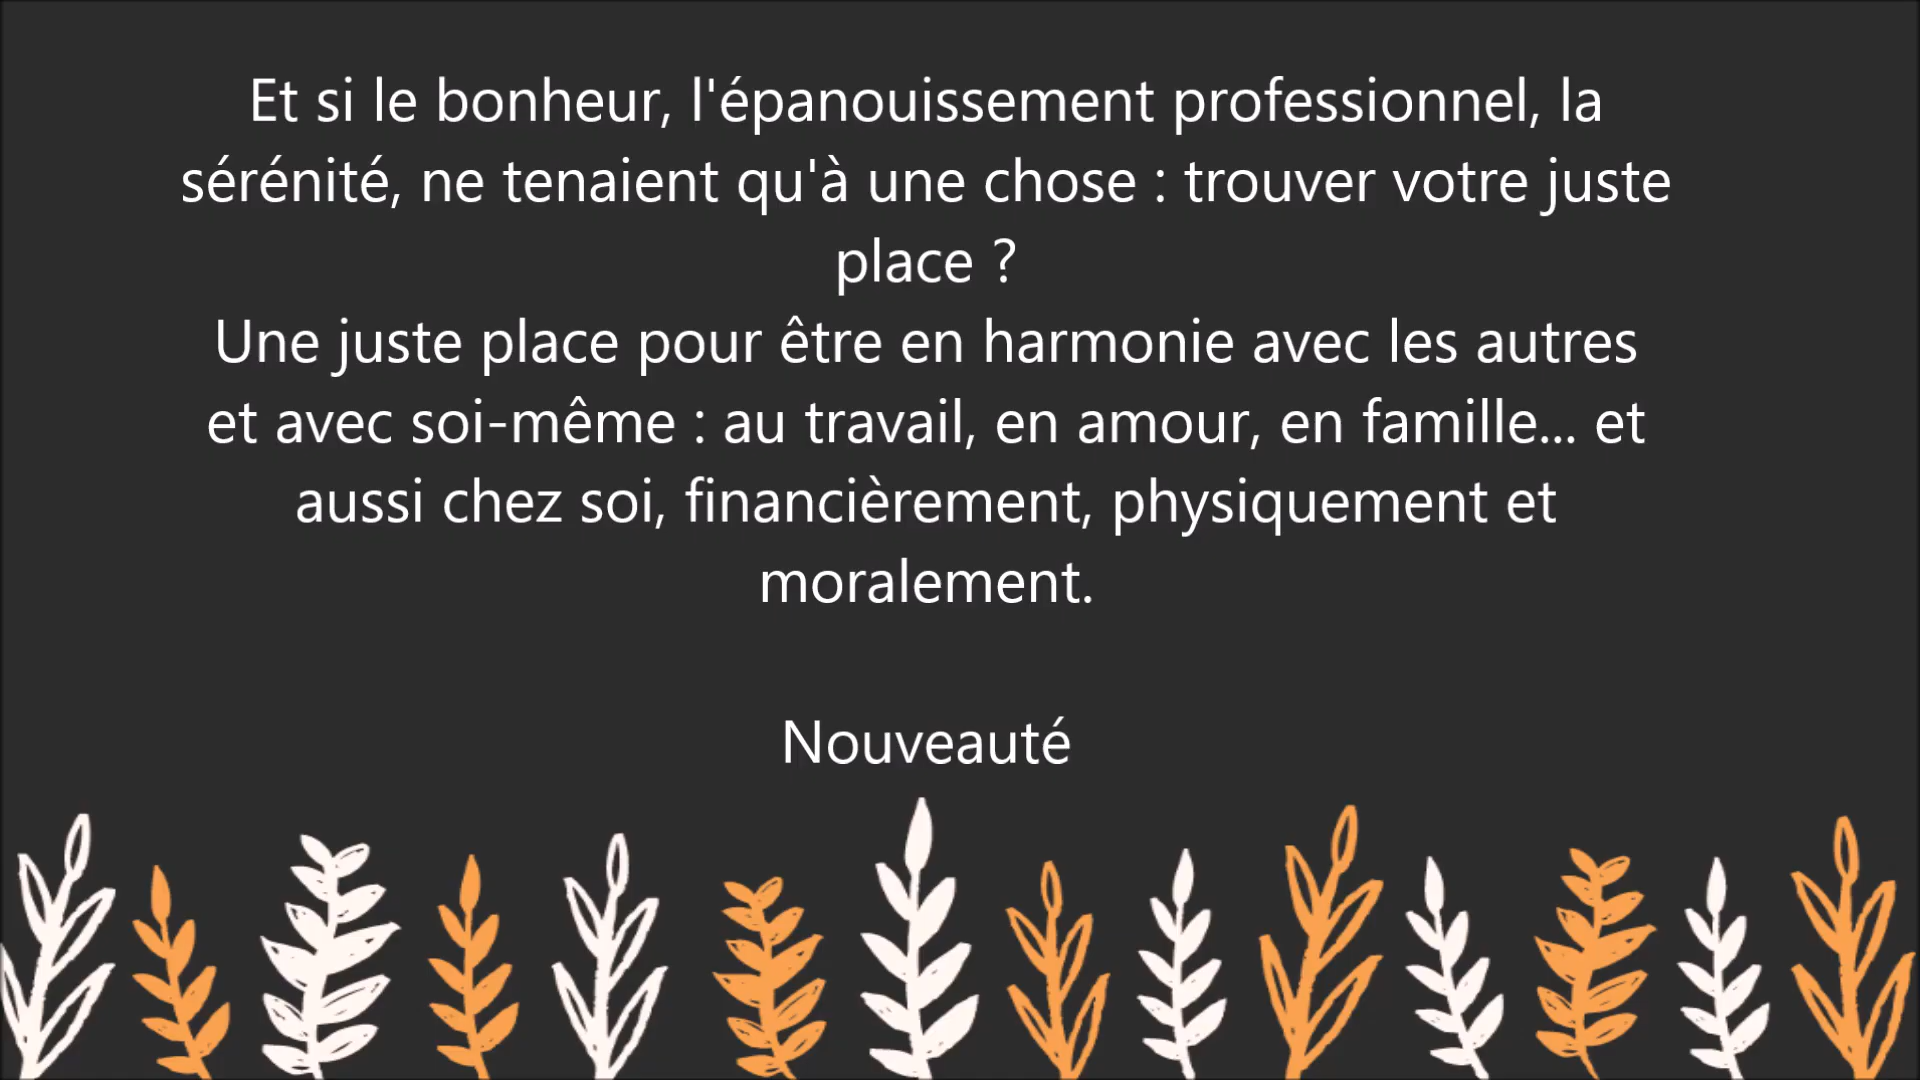 Et si le bonheur, l'épanouissement professionnel, la
sérénité, ne tenaient qu'à une chose : trouver votre juste
place ?
Une juste place pour être en harmonie avec les autres
et avec soi-même : au travail, en amour, en famille... et
aussi chez soi, financièrement, physiquement et
moralement.
Nouveauté